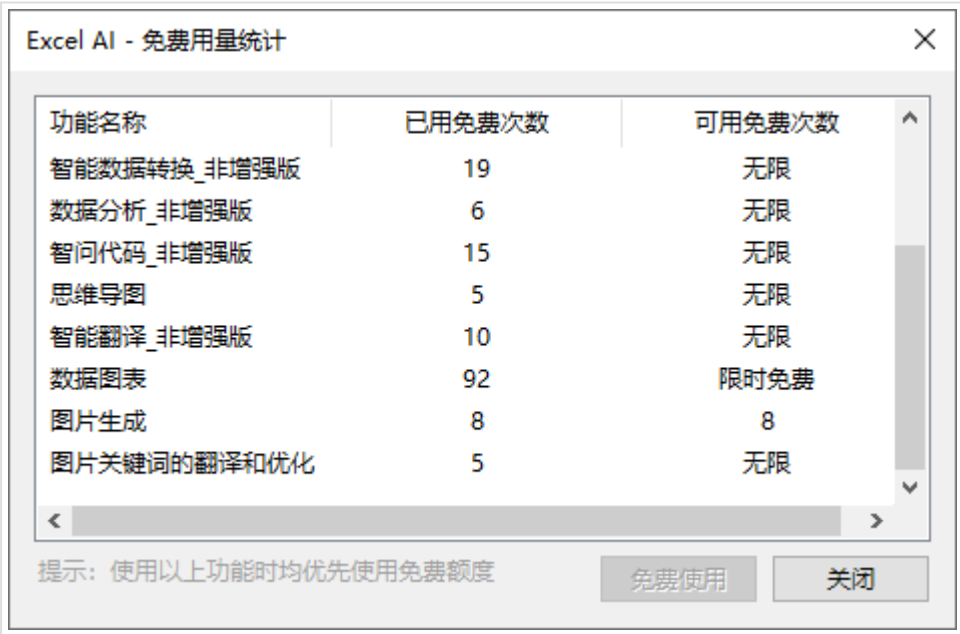 Excel AI - 免费用量统计
功能名称 已用免费次数 可用免费次数
智能数据转换_非增强版 19 无限
数据分析_非增强版 6 无限
智问代码_非增强版 15 无限
思维导图 5 无限
智能翻译_非增强版 10 无限
数据图表 92 限时免费
图片生成 8 8
图片关键词的翻译和优化 5 无限
提示：使用以上功能时均优先使用免费额度 免费使用 关闭